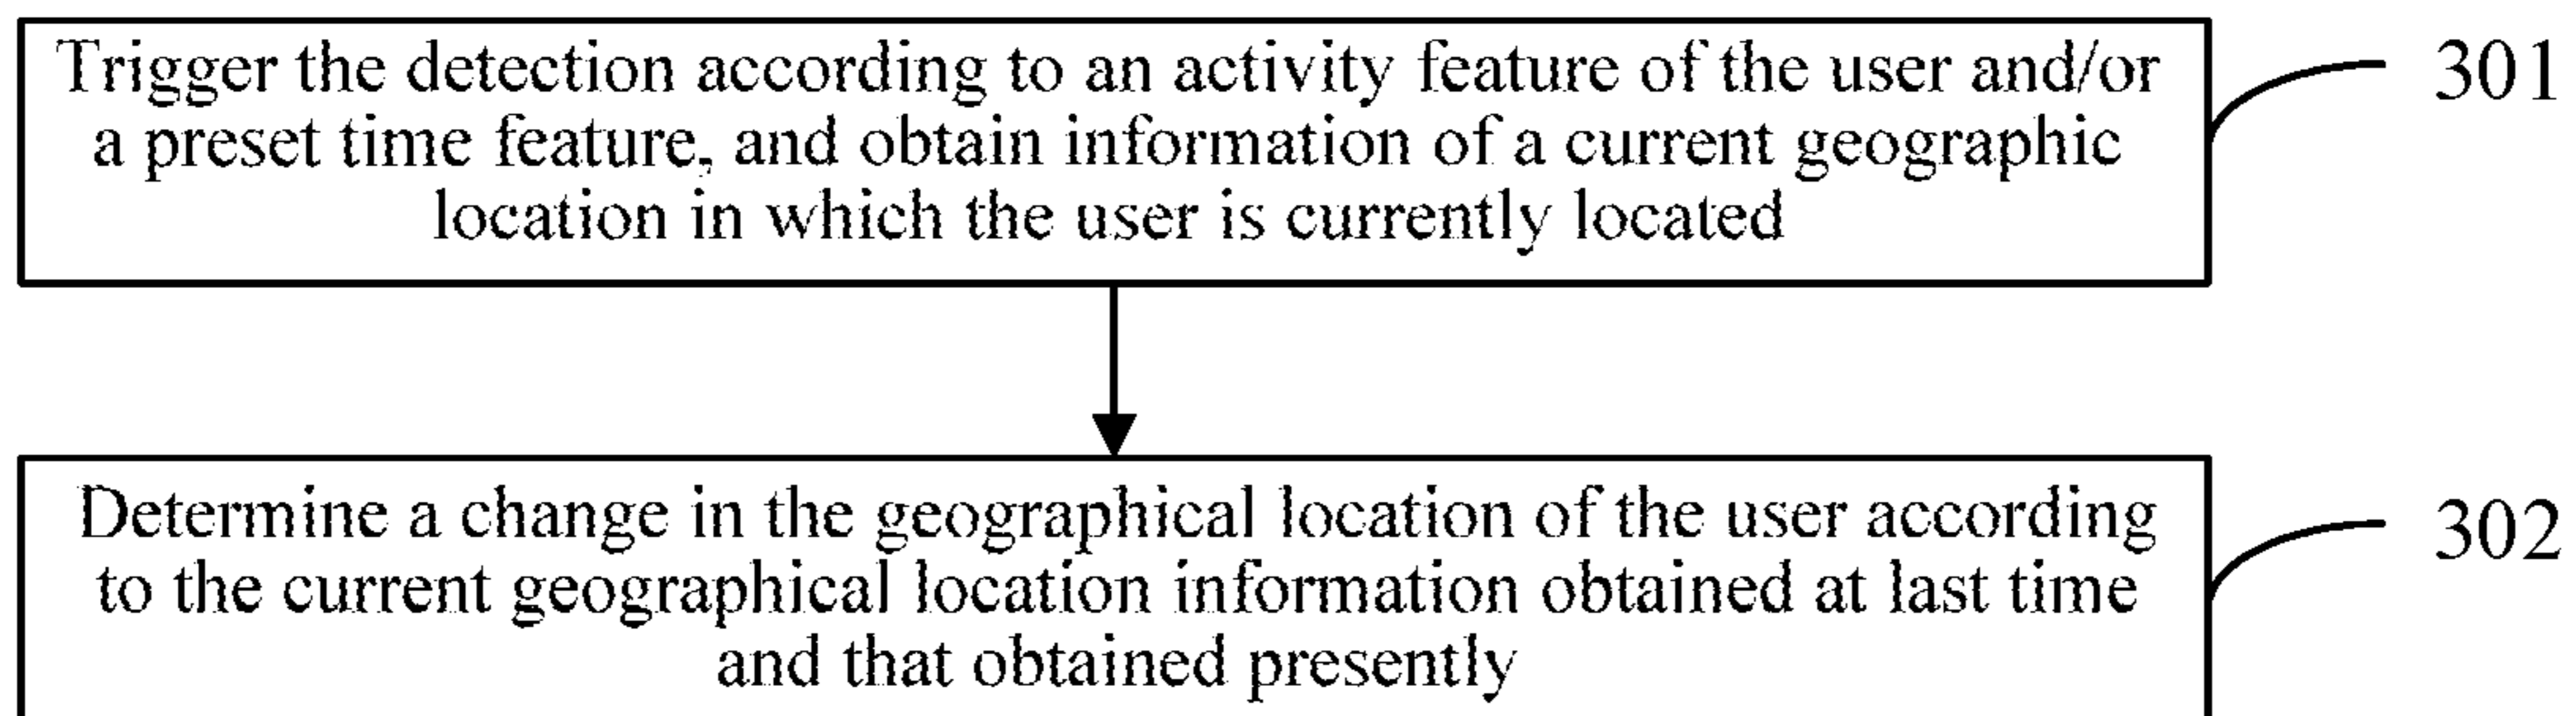 Trigger the detection according to an activity feature of the user and/or
a preset time feature, and obtain information of a current geographic
location in which the user is currently located
301
Determine a change in the geographical location of the user according
to the current geographical location information obtained at last time
and that obtained presently
302